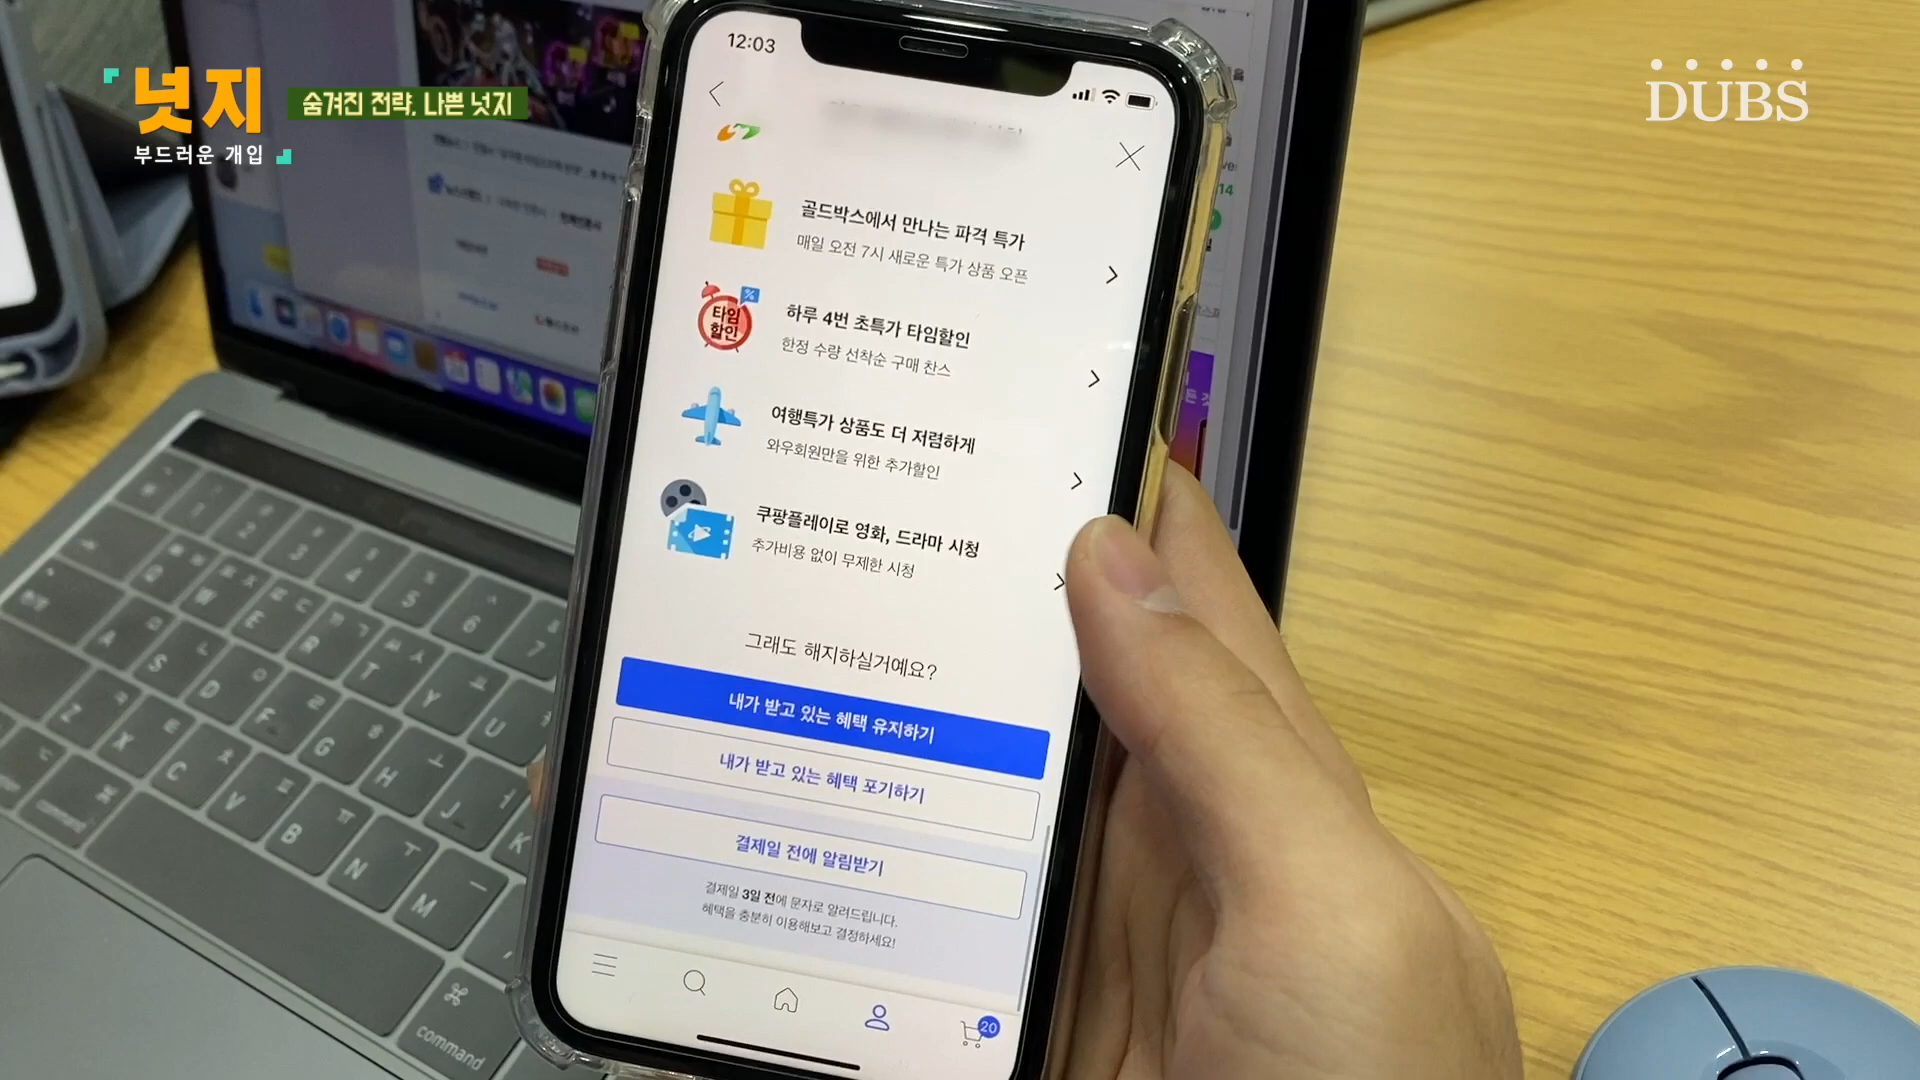 넛지
부드러운 개입
숨겨진 전략, 나쁜 넛지
DUBS
12:03
골드박스에서 만나는 파격 특가
매일 오전 7시 새로운 특가 상품 오픈
타임
할인
%
하루 4번 초특가 타임할인
한정 수량 선착순 구매 찬스
여행특가 상품도 더 저렴하게
와우회원만을 위한 추가할인
쿠팡플레이로 영화, 드라마 시청
추가비용 없이 무제한 시청
그래도 해지하실거예요?
내가 받고 있는 혜택 유지하기
내가 받고 있는 혜택 포기하기
결제일 전에 알림받기
결제일 3일 전에 문자로 알려드립니다.
혜택을 충분히 이용해보고 결정하세요!
20
14
command
command